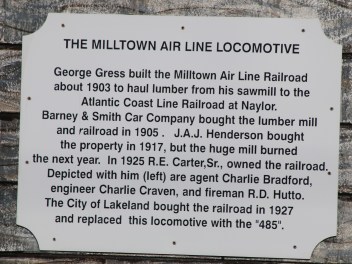 THE MILLTOWN AIR LINE LOCOMOTIVE
George Gress built the Milltown Air Line Railroad
about 1903 to haul lumber from his sawmill to the
Atlantic Coast Line Railroad at Naylor.
Barney & Smith Car Company bought the lumber mill
and railroad in 1905 . J.A.J. Henderson bought
the property in 1917, but the huge mill burned
the next year. In 1925 R.E. Carter,Sr., owned the railroad.
Depicted with him (left) are agent Charlie Bradford,
engineer Charlie Craven, and fireman R.D. Hutto.
The City of Lakeland bought the railroad in 1927
and replaced this locomotive with the "485".